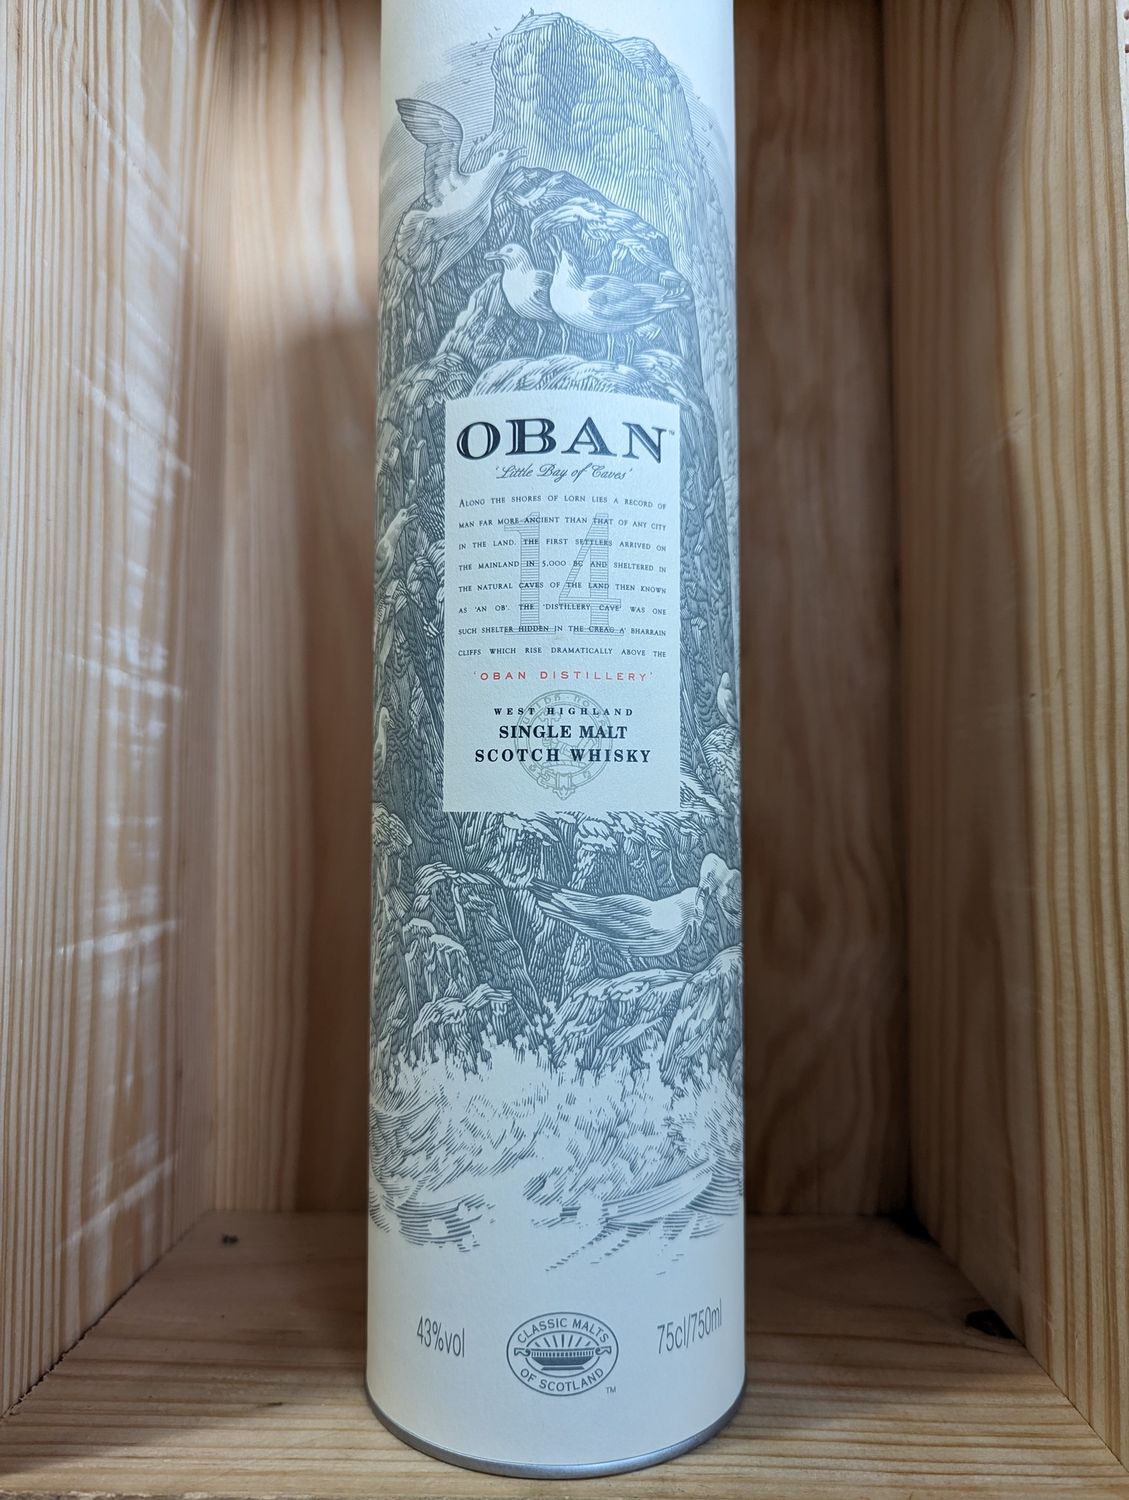 OBAN™
'Little Bay of Caves'
ALONG THE SHORES OF LORN LIES A RECORD OF
MAN FAR MORE ANCIENT THAN THAT OF ANY CITY
IN THE LAND. THE FIRST SETTLERS ARRIVED ON
THE MAINLAND IN 5,000 BC AND SHELTERED IN
THE NATURAL CAVES OF THE LAND THEN KNOWN
AS 'AN OB'. THE 'DISTILLERY CAVE' WAS ONE
SUCH SHELTER HIDDEN IN THE CREAG A' BHARRAIN
CLIFFS WHICH RISE DRAMATICALLY ABOVE THE
14
'OBAN DISTILLERY'
WEST HIGHLAND
SINGLE MALT
SCOTCH WHISKY
43%vol
CLASSIC MALTS
OF SCOTLAND™
75cl/750ml